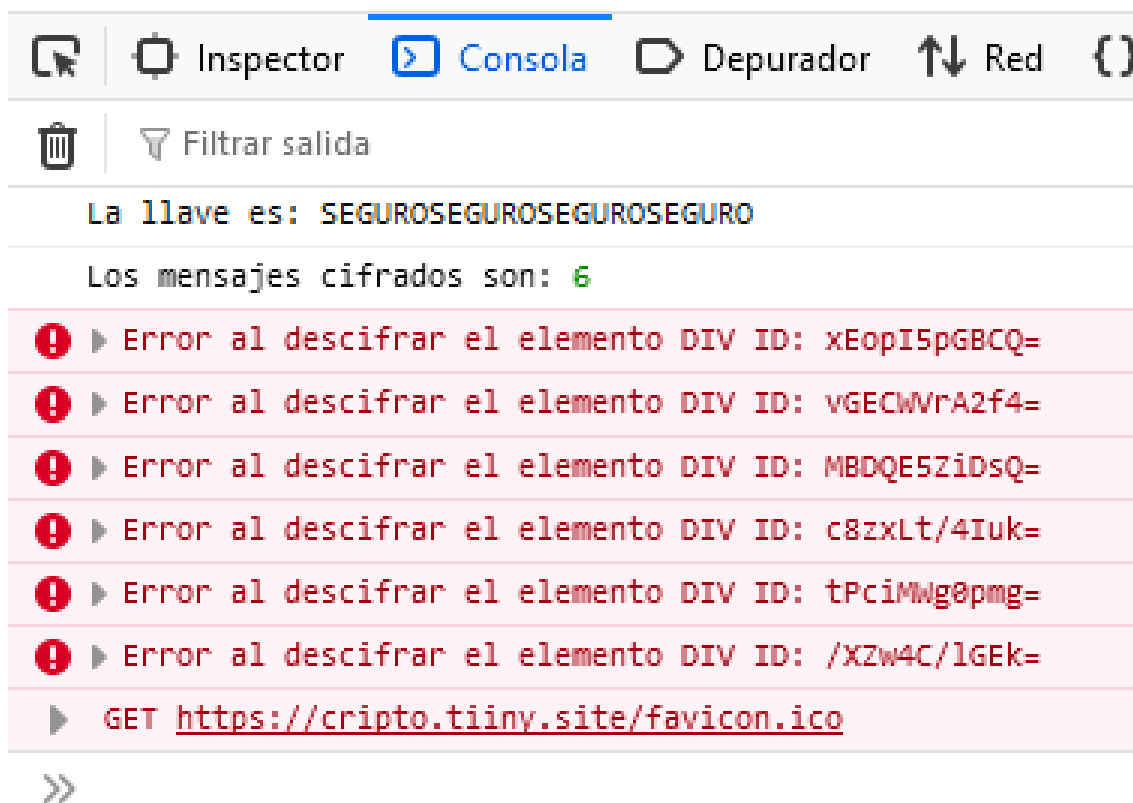 Inspector Consola Depurador Red
Filtrar salida
La llave es: SEGUROSEGUROSEGUROSEGURO
Los mensajes cifrados son: 6
Error al descifrar el elemento DIV ID: xEopI5pGBCQ=
Error al descifrar el elemento DIV ID: vGECWVrA2f4=
Error al descifrar el elemento DIV ID: MBDQE5ZiDsQ=
Error al descifrar el elemento DIV ID: c8zxLt/4Iuk=
Error al descifrar el elemento DIV ID: tPciMWg0pmg=
Error al descifrar el elemento DIV ID: /XZw4C/lGEk=
GET https://cripto.tiiny.site/favicon.ico